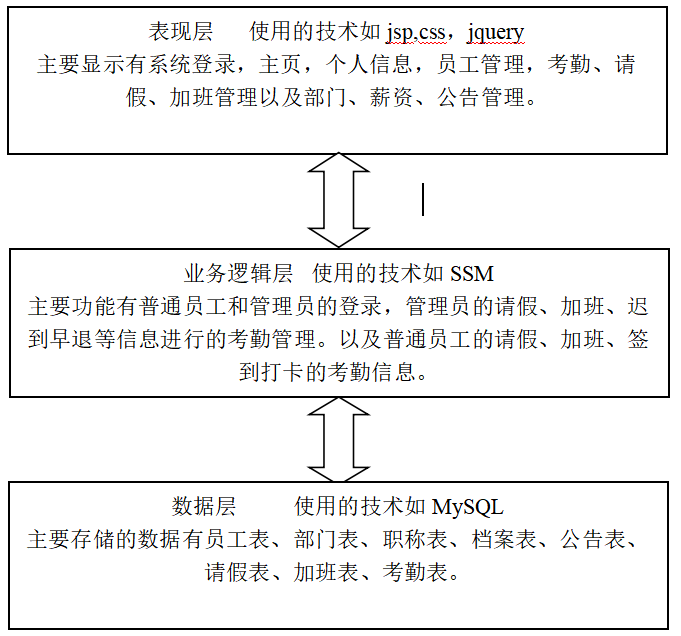 表现层 使用的技术如 jsp,css，jquery
主要显示有系统登录，主页，个人信息，员工管理，考勤、请
假、加班管理以及部门、薪资、公告管理。
业务逻辑层 使用的技术如 SSM
主要功能有普通员工和管理员的登录，管理员的请假、加班、迟
到早退等信息进行的考勤管理。以及普通员工的请假、加班、签
到打卡的考勤信息。
数据层 使用的技术如 MySQL
主要存储的数据有员工表、部门表、职称表、档案表、公告表、
请假表、加班表、考勤表。